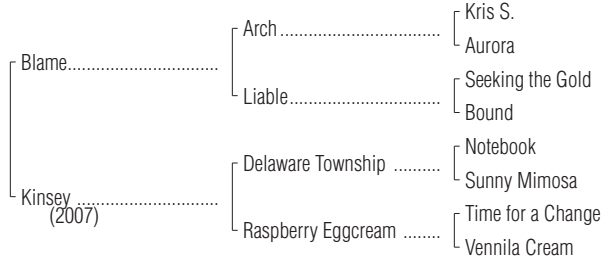 Kris S.
Arch
Aurora
Blame
Seeking the Gold
Liable
Bound
Notebook
Delaware Township
Sunny Mimosa
Kinsey
(2007)
Time for a Change
Raspberry Eggcream
Vennila Cream